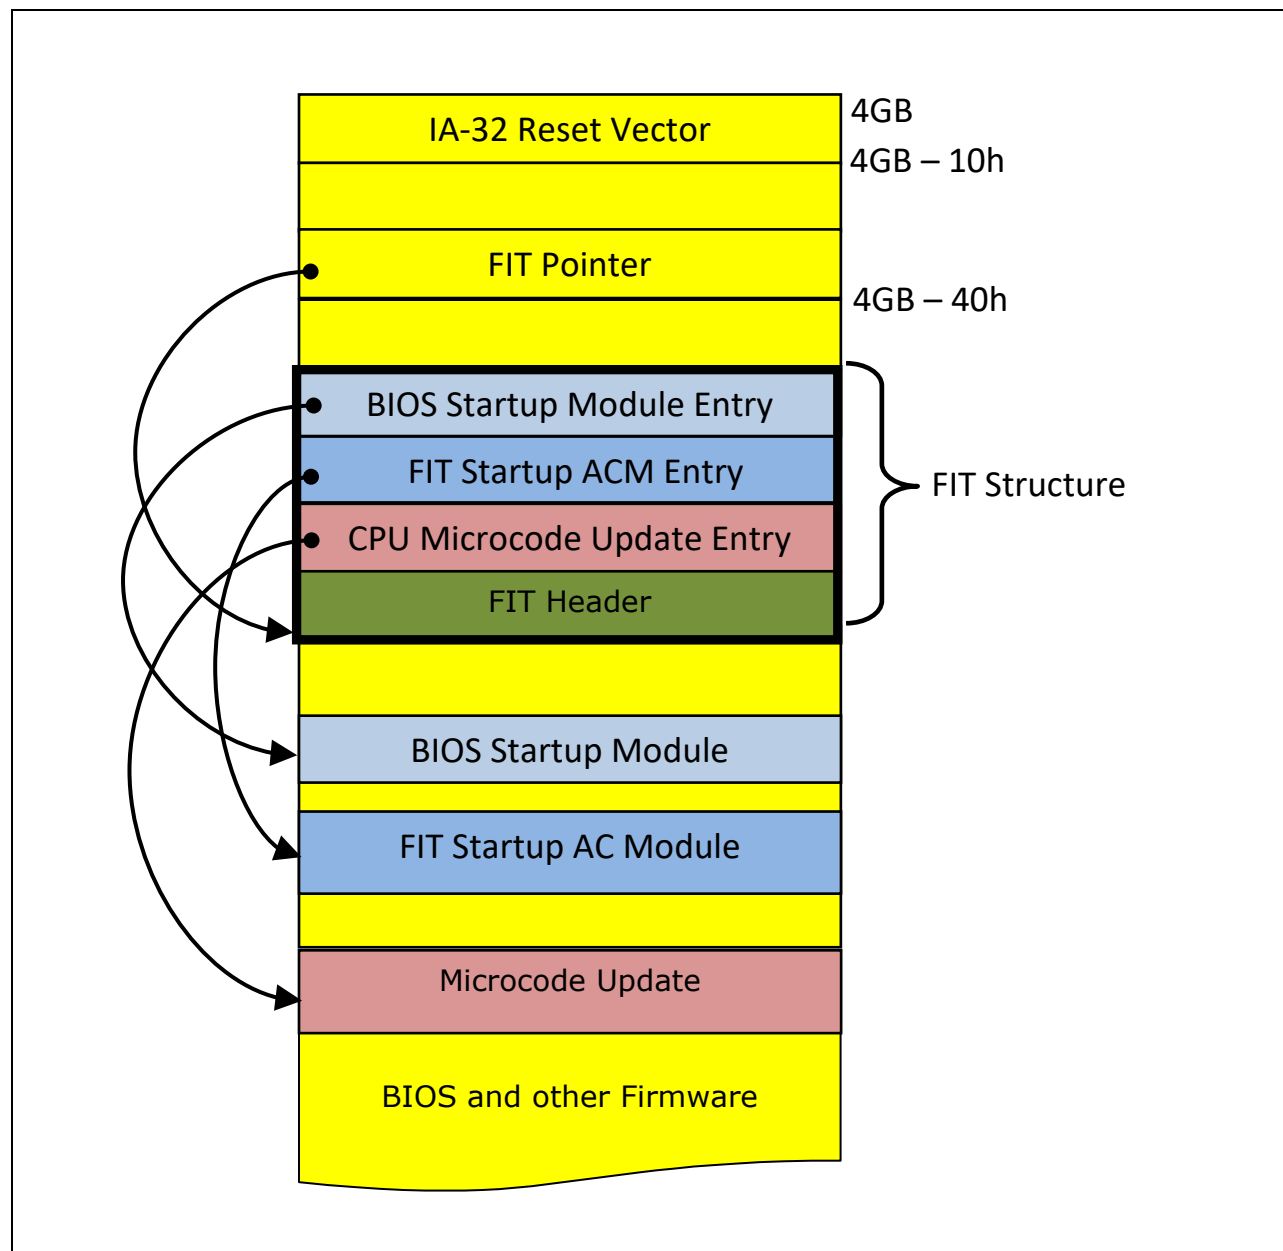 IA-32 Reset Vector
4GB
4GB – 10h
FIT Pointer
4GB – 40h
BIOS Startup Module Entry
FIT Startup ACM Entry
FIT Structure
CPU Microcode Update Entry
FIT Header
BIOS Startup Module
FIT Startup AC Module
Microcode Update
BIOS and other Firmware